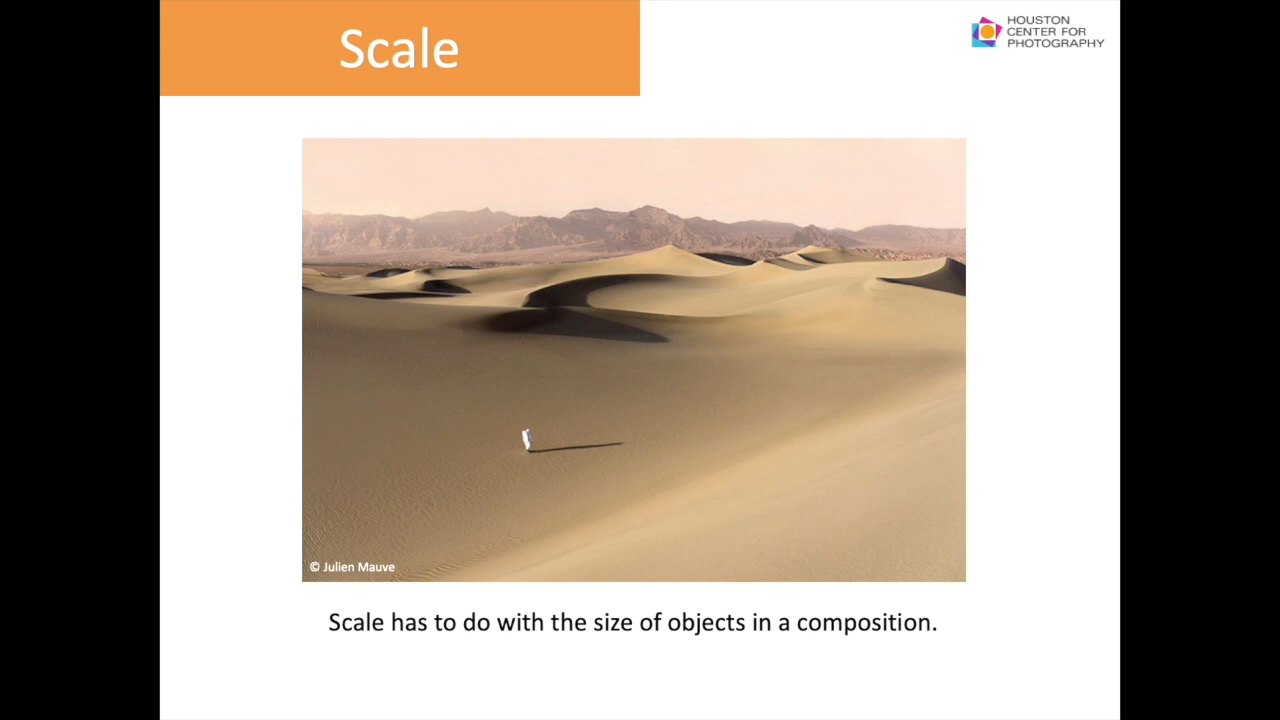 Scale
HOUSTON
CENTER FOR
PHOTOGRAPHY
© Julien Mauve
Scale has to do with the size of objects in a composition.